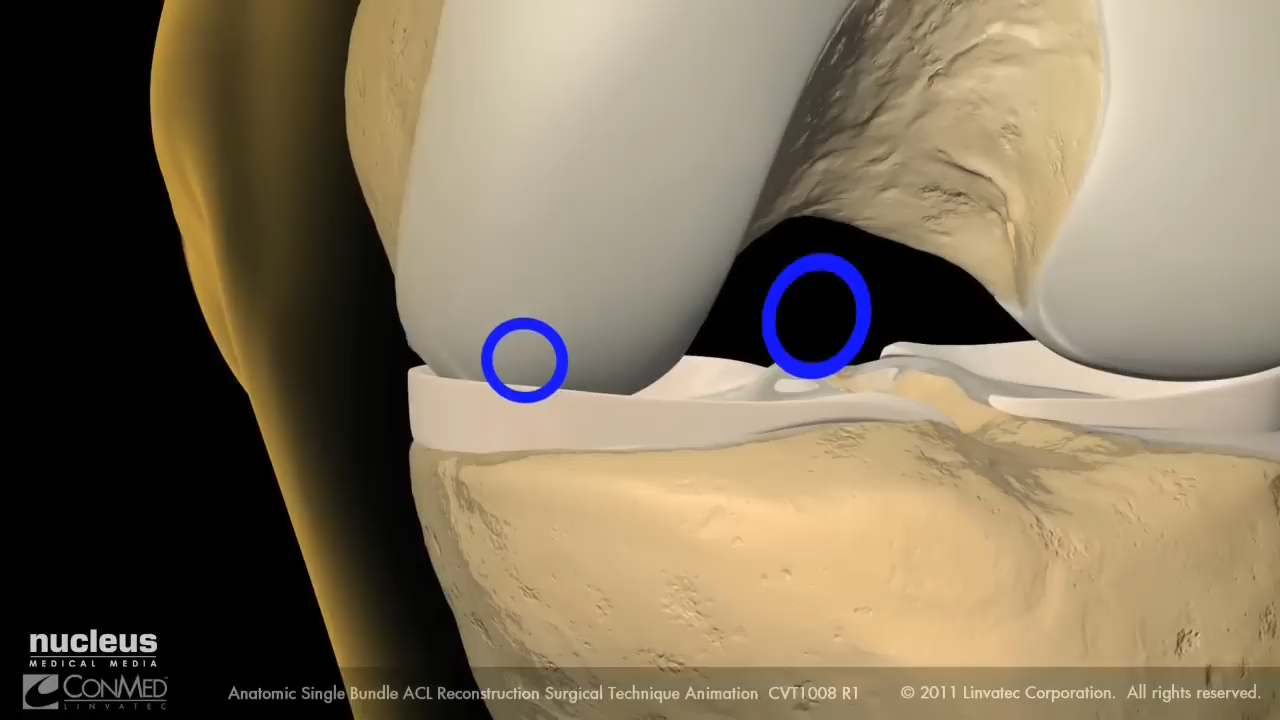 nucleus
MEDICAL MEDIA
CONMED
LINVATEC
Anatomic Single Bundle ACL Reconstruction Surgical Technique Animation CVT1008 R1 © 2011 Linvatec Corporation. All rights reserved.